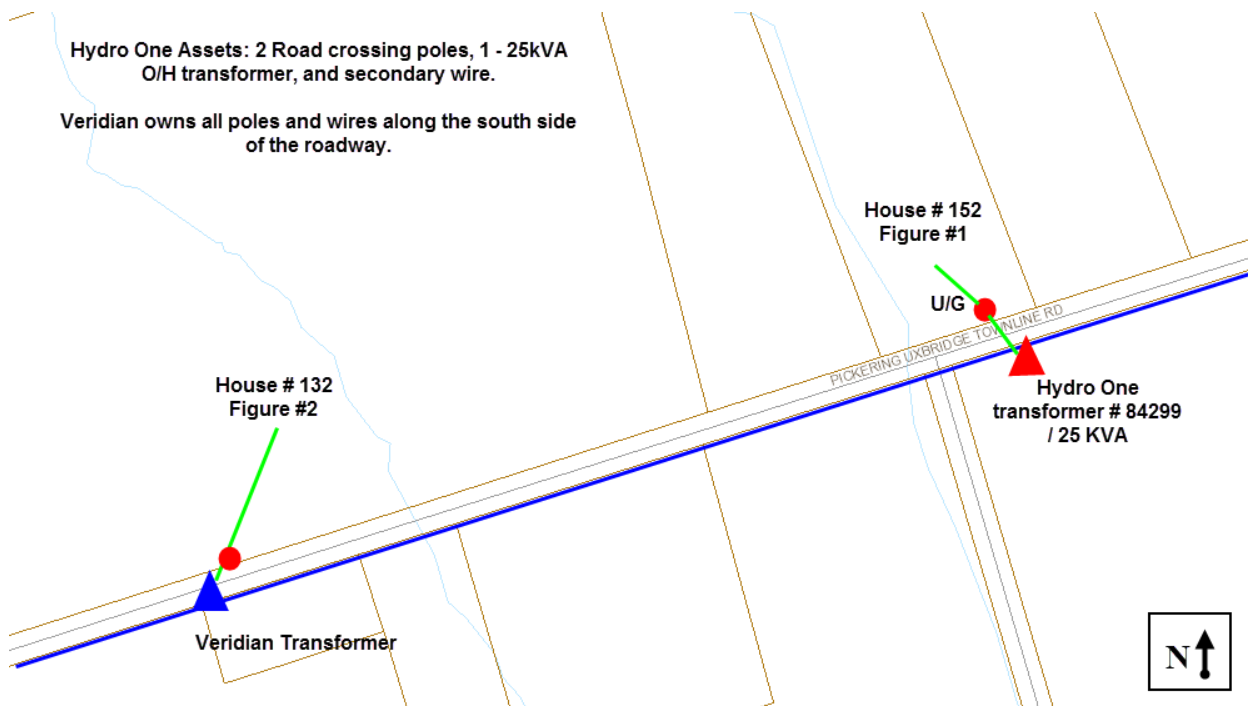 Hydro One Assets: 2 Road crossing poles, 1 - 25kVA
O/H transformer, and secondary wire.
Veridian owns all poles and wires along the south side
of the roadway.
House # 152
Figure #1
U/G
PICKERING UXBRIDGE TOWNLINE RD
House # 132
Figure #2
Hydro One
transformer # 84299
/ 25 KVA
Veridian Transformer
N